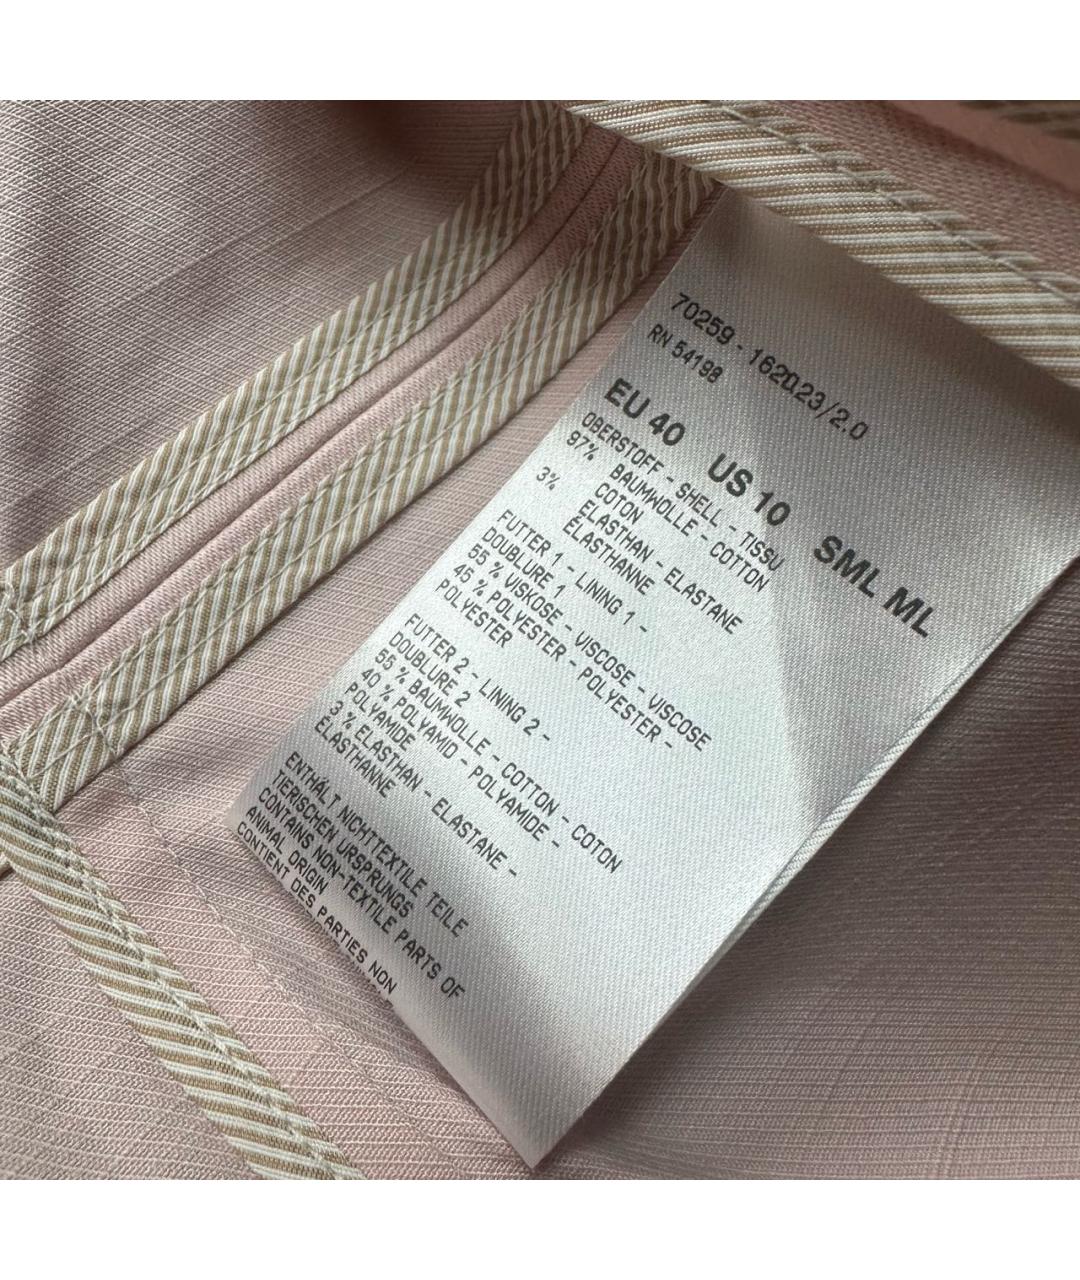 70259 - 162023/2.0
RN 54198
EU 40 US 10 SML ML
OBERSTOFF - SHELL - TISSU
97% BAUMWOLLE - COTTON
COTON
3% ELASTHAN - ELASTANE
ÉLASTHANNE
FUTTER 1 - LINING 1 -
DOUBLURE 1
55 % VISKOSE - VISCOSE - VISCOSE
45 % POLYESTER - POLYESTER -
POLYESTER
FUTTER 2 - LINING 2 -
DOUBLURE 2
55 % BAUMWOLLE - COTTON - COTON
40 % POLYAMID - POLYAMIDE -
POLYAMIDE
3 % ELASTHAN - ELASTANE -
ÉLASTHANNE
ENTHÄLT NICHTTEXTILE TEILE
TIERISCHEN URSPRUNGS
CONTAINS NON-TEXTILE PARTS OF
ANIMAL ORIGIN
CONTIENT DES PARTIES NON